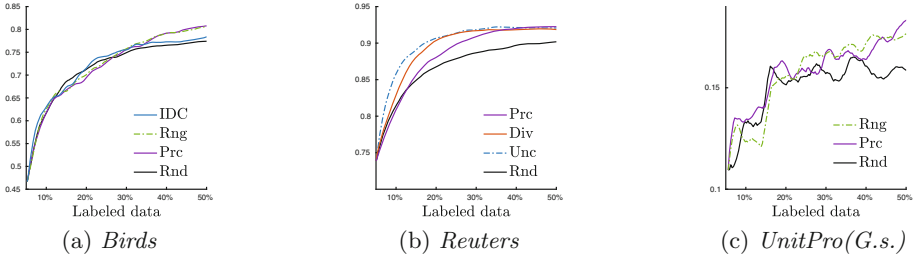 0.85
0.8
0.75
0.7
0.65
0.6
0.55
0.5
0.45
IDC
Rng
Prc
Rnd
10% 20% 30% 40% 50%
Labeled data
(a) Birds
0.95
0.9
0.85
0.8
0.75
Prc
Div
Unc
Rnd
10% 20% 30% 40% 50%
Labeled data
(b) Reuters
0.15
0.1
Rng
Prc
Rnd
10% 20% 30% 40% 50%
Labeled data
(c) UnitPro(G.s.)